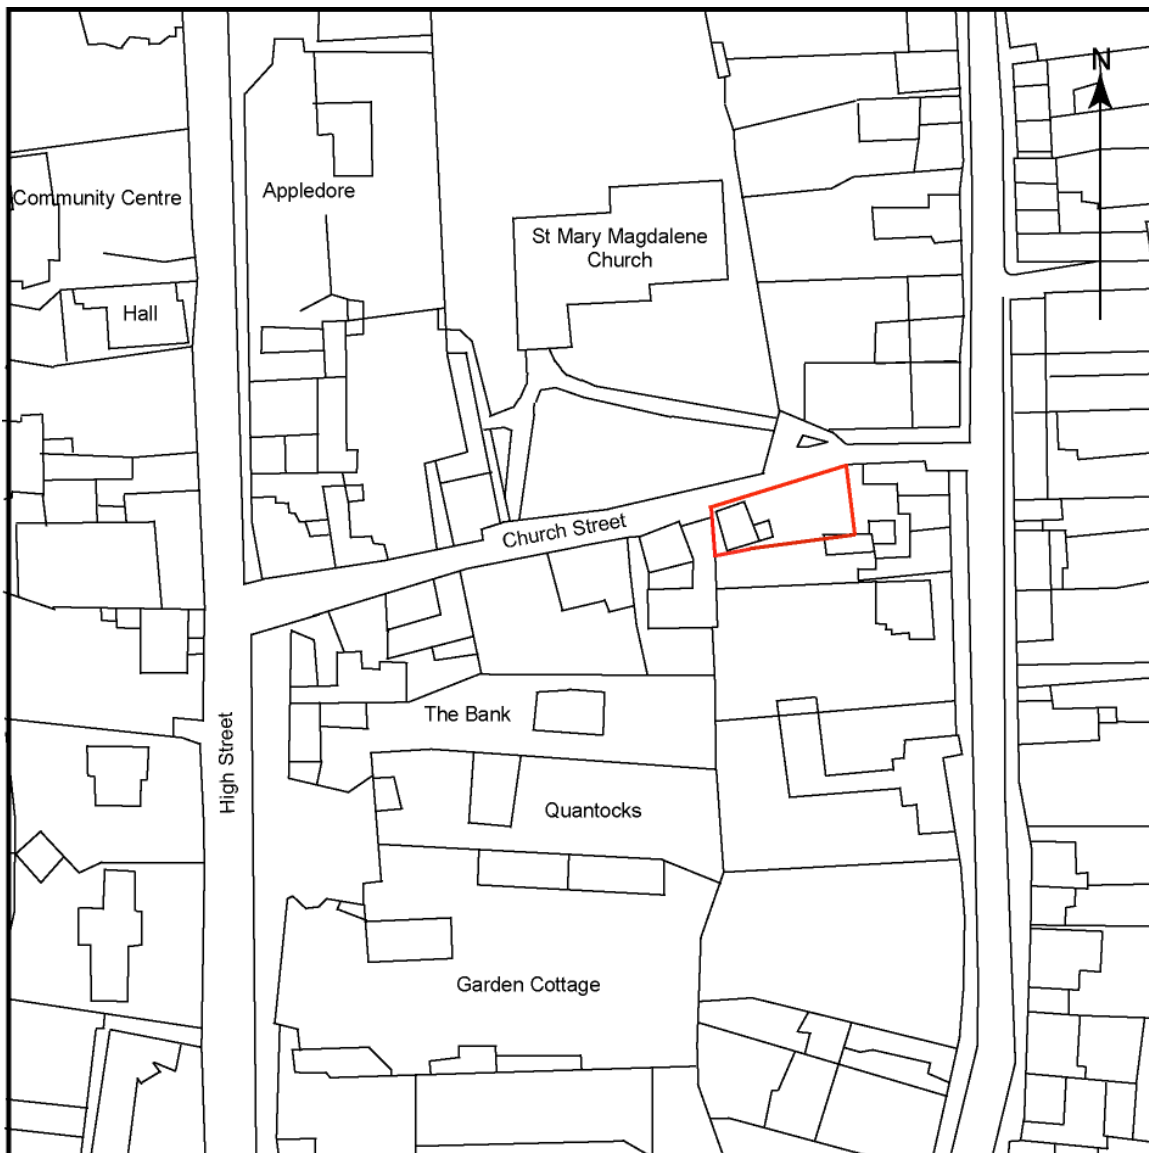 N
Community Centre
Appledore
St Mary Magdalene
Church
Hall
Church Street
The Bank
High Street
Quantocks
Garden Cottage